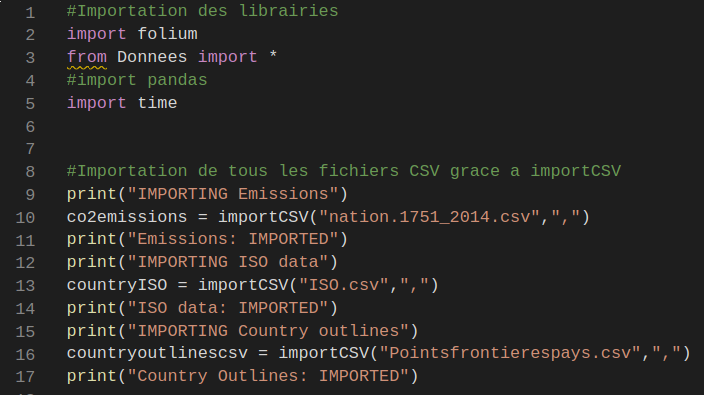 1 #Importation des librairies
2 import folium
3 from Donnees import *
4 #import pandas
5 import time
6
7
8 #Importation de tous les fichiers CSV grace a importCSV
9 print("IMPORTING Emissions")
10 co2emissions = importCSV("nation.1751_2014.csv",",")
11 print("Emissions: IMPORTED")
12 print("IMPORTING ISO data")
13 countryISO = importCSV("ISO.csv",",")
14 print("ISO data: IMPORTED")
15 print("IMPORTING Country outlines")
16 countryoutlinescsv = importCSV("Pointsfrontierespays.csv",",")
17 print("Country Outlines: IMPORTED")